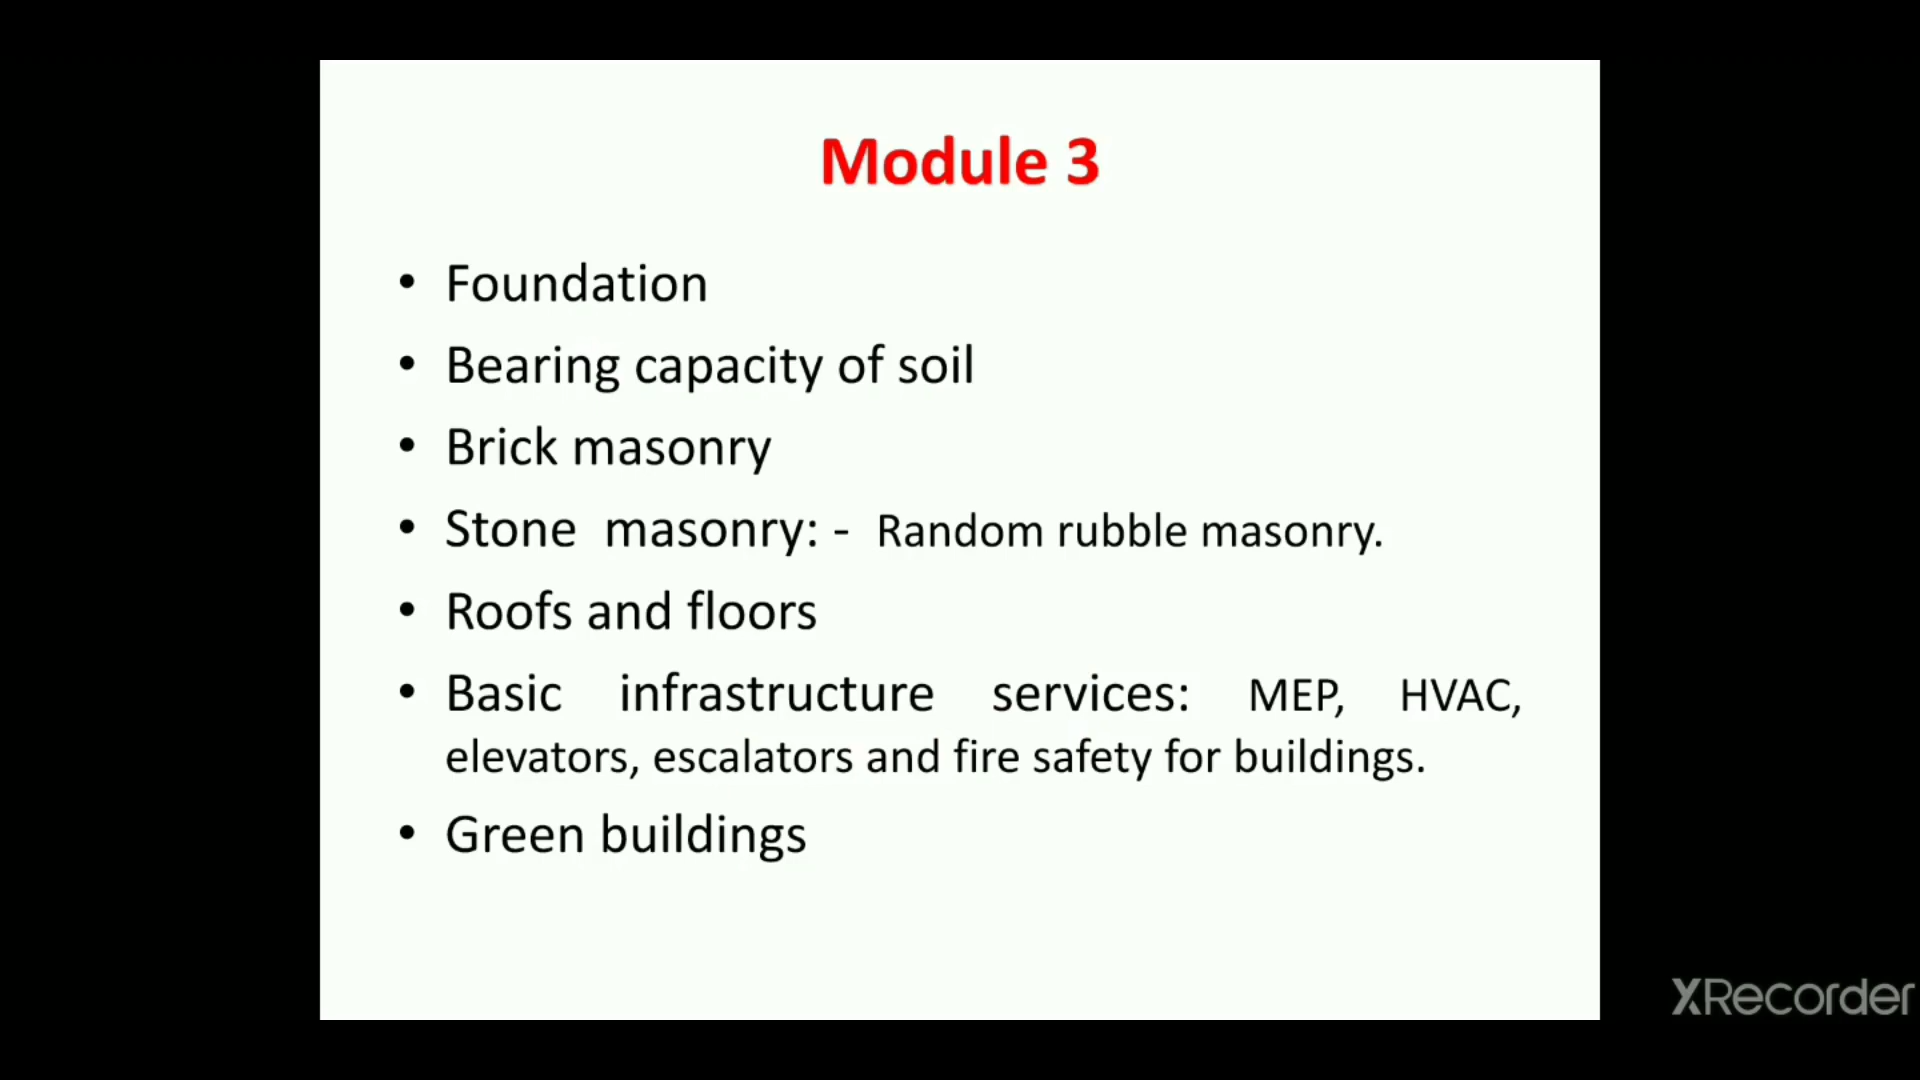 Module 3
• Foundation
• Bearing capacity of soil
• Brick masonry
• Stone masonry: - Random rubble masonry.
• Roofs and floors
• Basic infrastructure services: MEP, HVAC,
elevators, escalators and fire safety for buildings.
• Green buildings
XRecorder